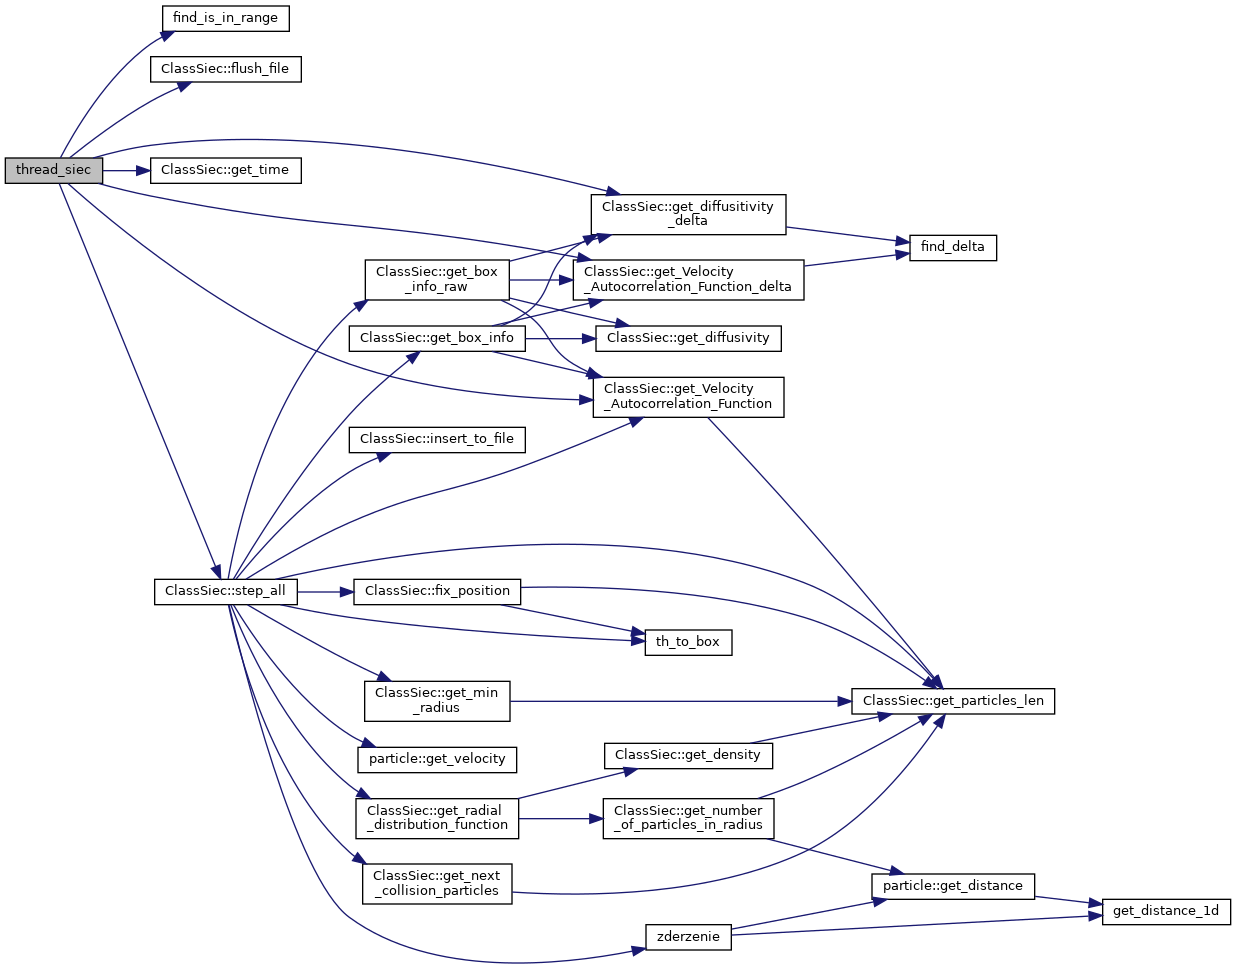 find_is_in_range
ClassSiec::flush_file
thread_siec
ClassSiec::get_time
ClassSiec::get_diffusitivity
_delta
find_delta
ClassSiec::get_box
_info_raw
ClassSiec::get_Velocity
_Autocorrelation_Function_delta
ClassSiec::get_box_info
ClassSiec::get_diffusivity
ClassSiec::get_Velocity
_Autocorrelation_Function
ClassSiec::insert_to_file
ClassSiec::step_all
ClassSiec::fix_position
th_to_box
ClassSiec::get_min
_radius
ClassSiec::get_particles_len
particle::get_velocity
ClassSiec::get_density
ClassSiec::get_radial
_distribution_function
ClassSiec::get_number
_of_particles_in_radius
ClassSiec::get_next
_collision_particles
particle::get_distance
get_distance_1d
zderzenie